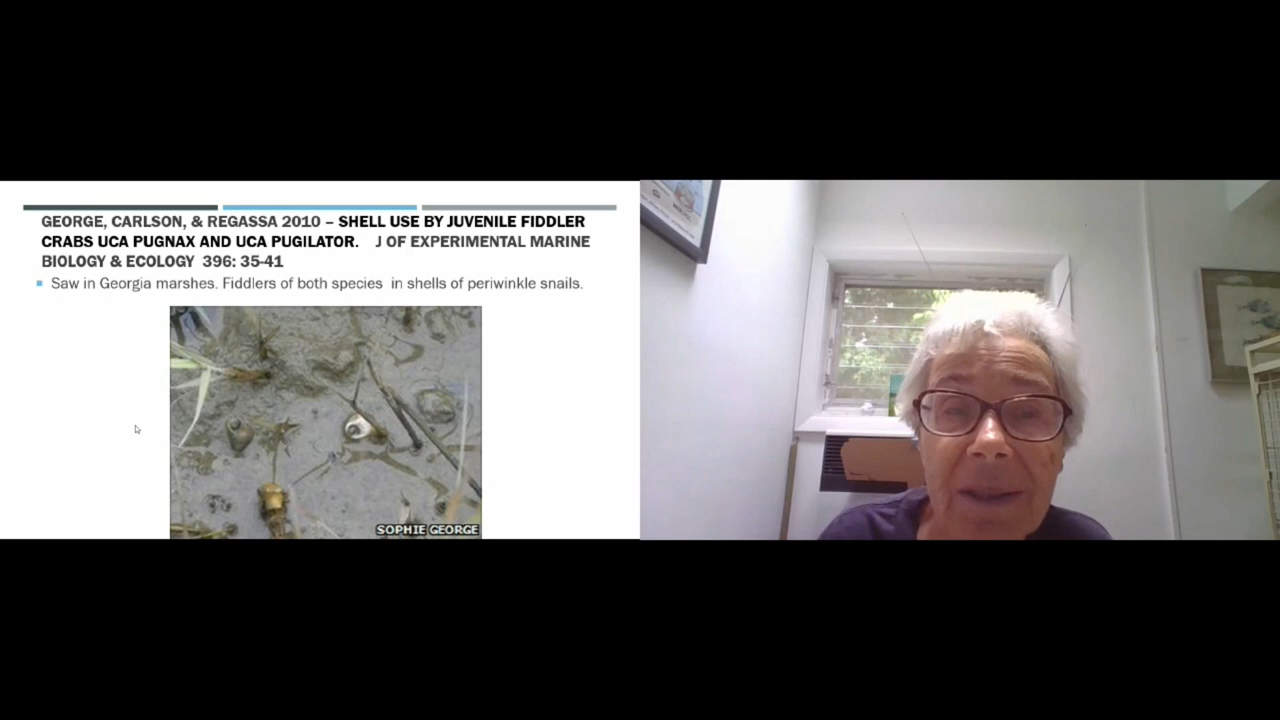 GEORGE, CARLSON, & REGASSA 2010 – SHELL USE BY JUVENILE FIDDLER
CRABS UCA PUGNAX AND UCA PUGILATOR. J OF EXPERIMENTAL MARINE
BIOLOGY & ECOLOGY 396: 35-41
Saw in Georgia marshes. Fiddlers of both species in shells of periwinkle snails.
SOPHIE GEORGE